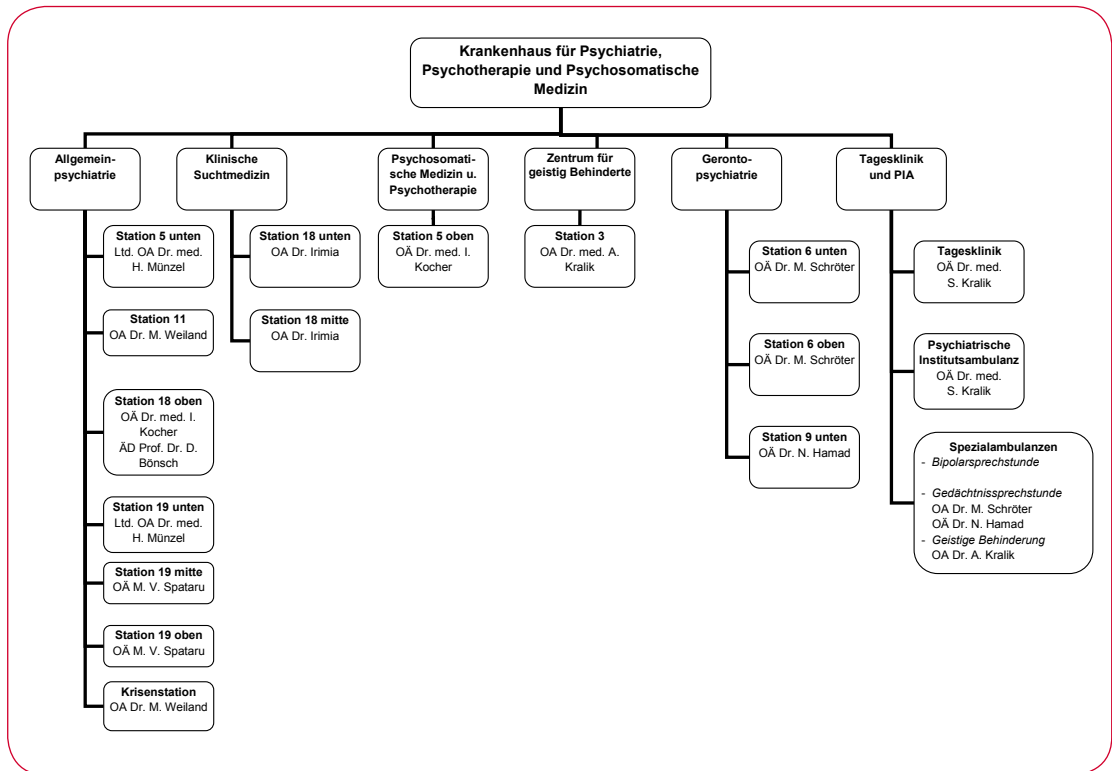 Krankenhaus für Psychiatrie,
Psychotherapie und Psychosomatische
Medizin
Allgemein-
psychiatrie
Klinische
Suchtmedizin
Psychosomati-
sche Medizin u.
Psychotherapie
Zentrum für
geistig Behinderte
Geronto-
psychiatrie
Tagesklinik
und PIA
Station 5 unten
Ltd. OA Dr. med.
H. Münzel
Station 11
OA Dr. M. Weiland
Station 18 oben
OÄ Dr. med. I.
Kocher
ÄD Prof. Dr. D.
Bönsch
Station 19 unten
Ltd. OA Dr. med.
H. Münzel
Station 19 mitte
OÄ M. V. Spataru
Station 19 oben
OÄ M. V. Spataru
Krisenstation
OA Dr. M. Weiland
Station 18 unten
OA Dr. Irimia
Station 18 mitte
OA Dr. Irimia
Station 5 oben
OÄ Dr. med. I.
Kocher
Station 3
OA Dr. med. A.
Kralik
Station 6 unten
OÄ Dr. M. Schröter
Station 6 oben
OÄ Dr. M. Schröter
Station 9 unten
OÄ Dr. N. Hamad
Tagesklinik
OÄ Dr. med.
S. Kralik
Psychiatrische
Institutsambulanz
OÄ Dr. med.
S. Kralik
Spezialambulanzen
- Bipolarsprechstunde
- Gedächtnissprechstunde
OA Dr. M. Schröter
OÄ Dr. N. Hamad
- Geistige Behinderung
OA Dr. A. Kralik